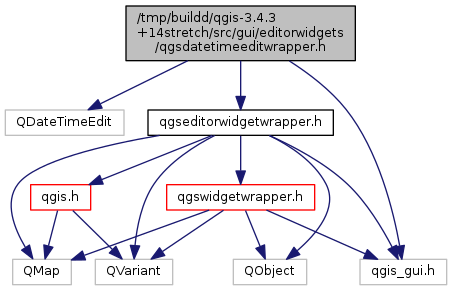 /tmp/buildd/qgis-3.4.3
+14stretch/src/gui/editorwidgets
/qgsdatetimeeditwrapper.h
QDateTimeEdit
qgseditorwidgetwrapper.h
qgis.h
qgswidgetwrapper.h
QMap
QVariant
QObject
qgis_gui.h